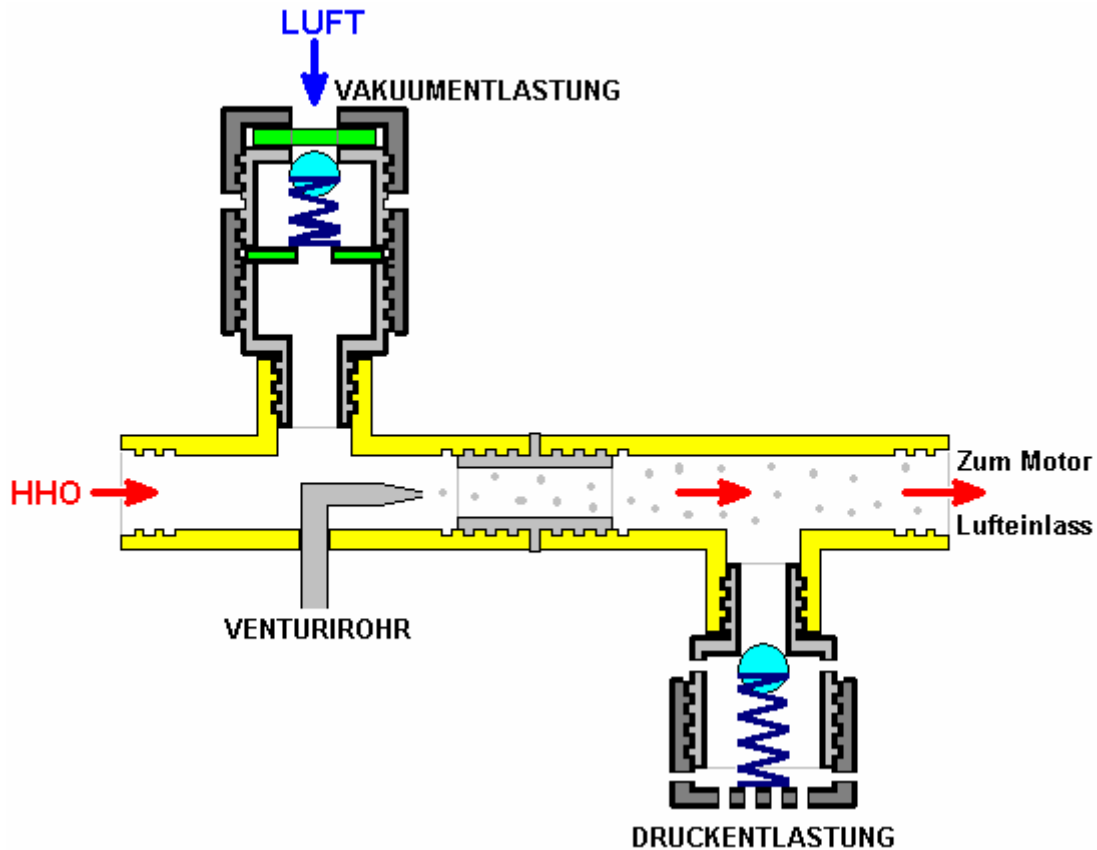 LUFT
VAKUUMENTLASTUNG
HHO
Zum Motor
Lufteinlass
VENTURIROHR
DRUCKENTLASTUNG